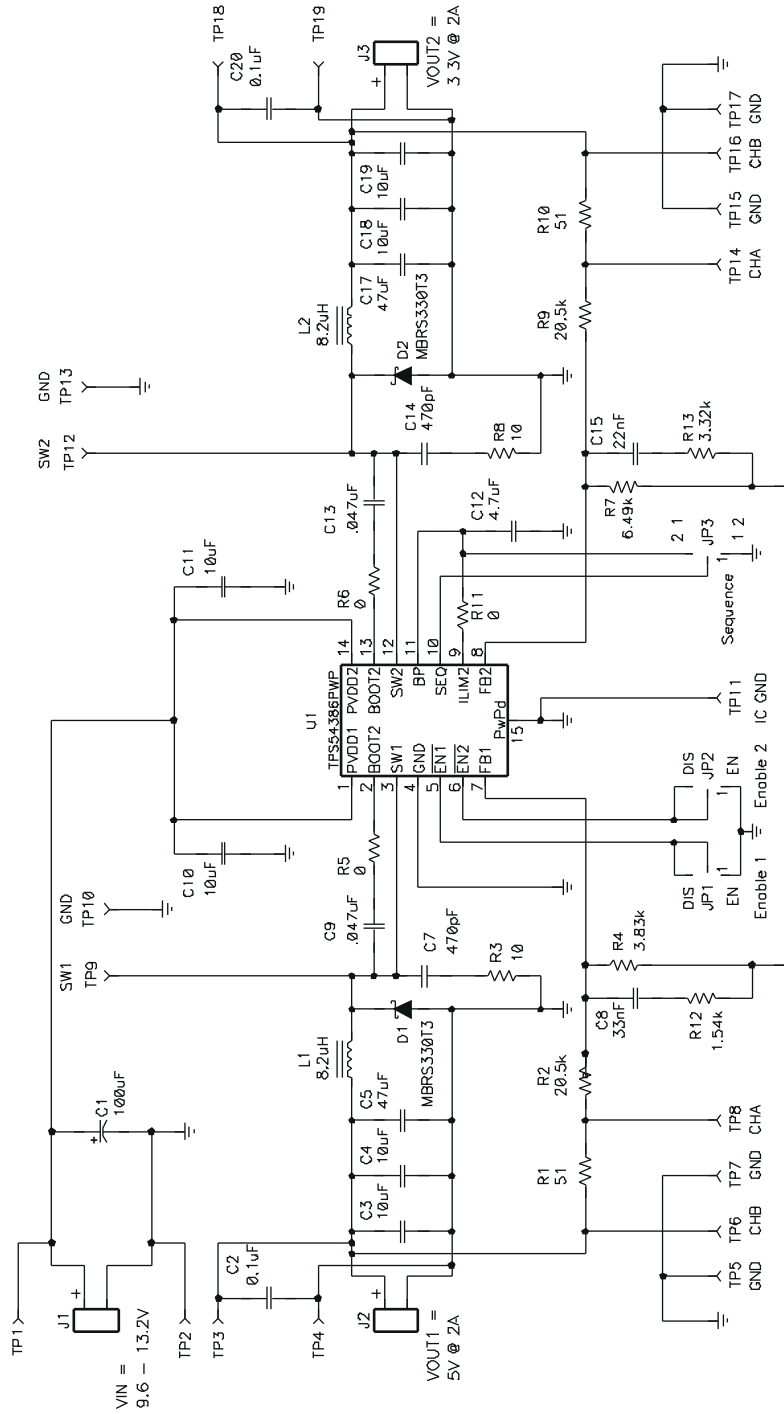 TP18
TP19
C20
0.1uF
J3
+
VOUT2 =
3 3V @ 2A
C19
10uF
C18
10uF
C17
47uF
L2
8.2uH
D2
MBRS330T3
R10
51
R9
20.5k
TP17
GND
TP16
CHB
TP15
GND
TP14
CHA
GND
TP13
SW2
TP12
C14
470pF
R8
10
C15
22nF
R13
3.32k
R7
6.49k
C13
.047uF
C12
4.7uF
R6
0
R11
0
2 1
JP3
1 2
1
Sequence
C11
10uF
U1
TPS54386PWP
14
PVDD2
13
BOOT2
12
SW2
11
BP
10
SEQ
9
ILIM2
8
FB2
1
PVDD1
2
BOOT2
3
SW1
4
GND
5
EN1
6
EN2
7
FB1
PwPd
15
TP11
IC GND
DIS
JP2
EN
1
Enable 2
DIS
JP1
EN
1
Enable 1
C10
10uF
R5
0
C9
.047uF
GND
TP10
SW1
TP9
C7
470pF
R3
10
R4
3.83k
C8
33nF
R12
1.54k
D1
MBRS330T3
L1
8.2uH
C5
47uF
C4
10uF
C3
10uF
R2
20.5k
R1
51
TP8
CHA
TP7
GND
TP6
CHB
TP5
GND
C1
100uF
+
TP1
J1
+
TP2
VIN =
9.6 – 13.2V
TP3
C2
0.1uF
TP4
J2
+
VOUT1 =
5V @ 2A